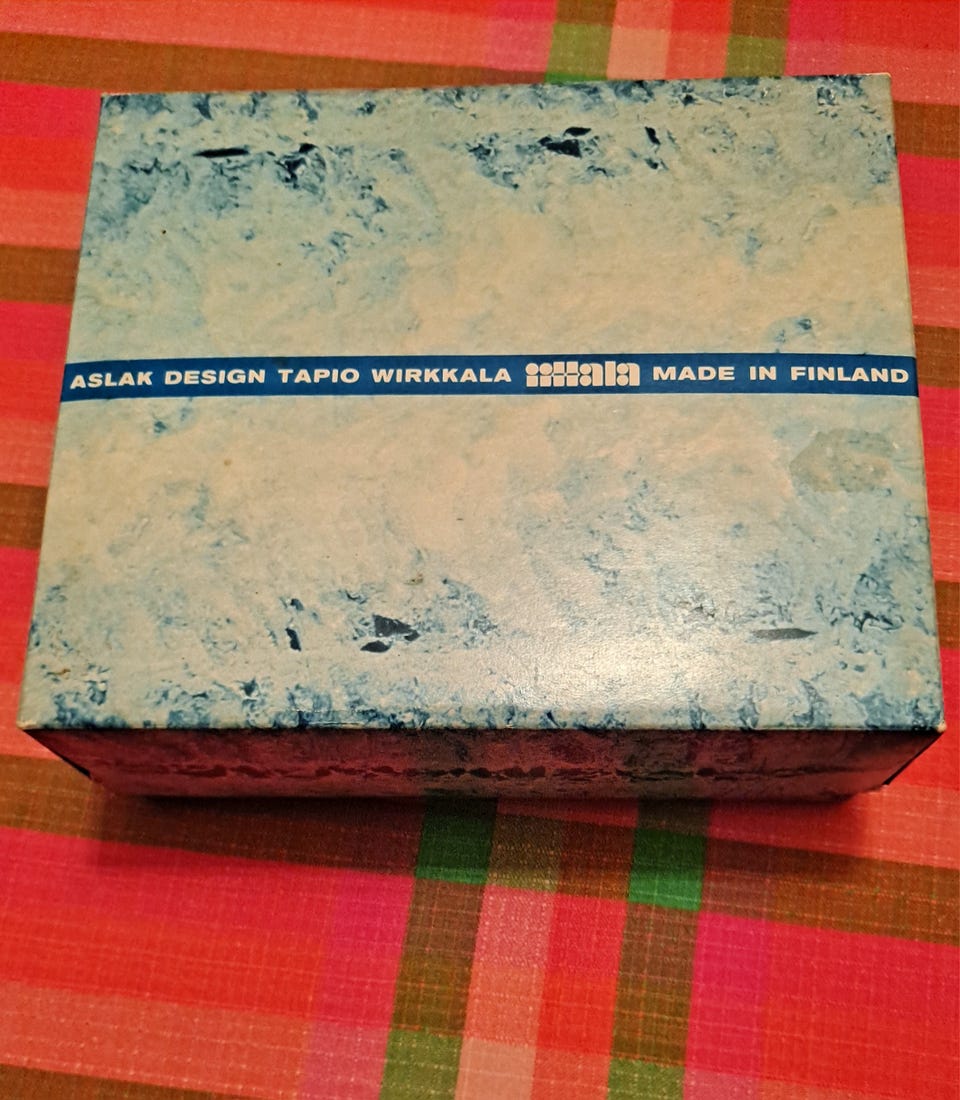 ASLAK DESIGN TAPIO WIRKKALA iittala MADE IN FINLAND